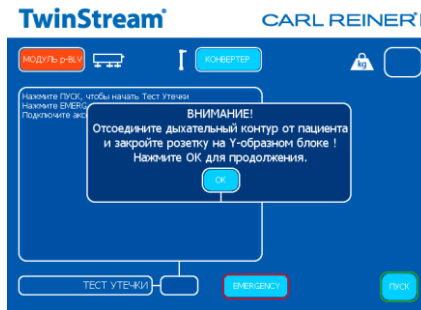 TwinStream
CARL REINER
МОДУЛЬ p-BLV
КОНВЕРТЕР
kg
Нажмите ПУСК, чтобы начать Тест Утечки
Нажмите EMERG
Подключите акс
ВНИМАНИЕ!
Отсоедините дыхательный контур от пациента
и закройте розетку на Y-образном блоке !
Нажмите ОК для продолжения.
ОК
ТЕСТ УТЕЧКИ
EMERGENCY
ПУСК